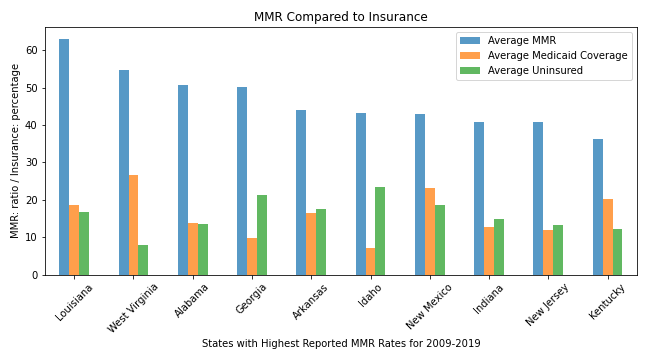 MMR Compared to Insurance
Average MMR
Average Medicaid Coverage
Average Uninsured
MMR: ratio / Insurance: percentage
60
50
40
30
20
10
0
Louisiana
West Virginia
Alabama
Georgia
Arkansas
Idaho
New Mexico
Indiana
New Jersey
Kentucky
States with Highest Reported MMR Rates for 2009-2019